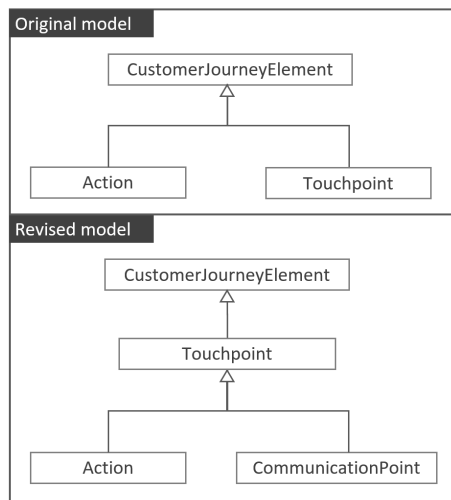 Original model
CustomerJourneyElement
Action
Touchpoint
Revised model
CustomerJourneyElement
Touchpoint
Action
CommunicationPoint